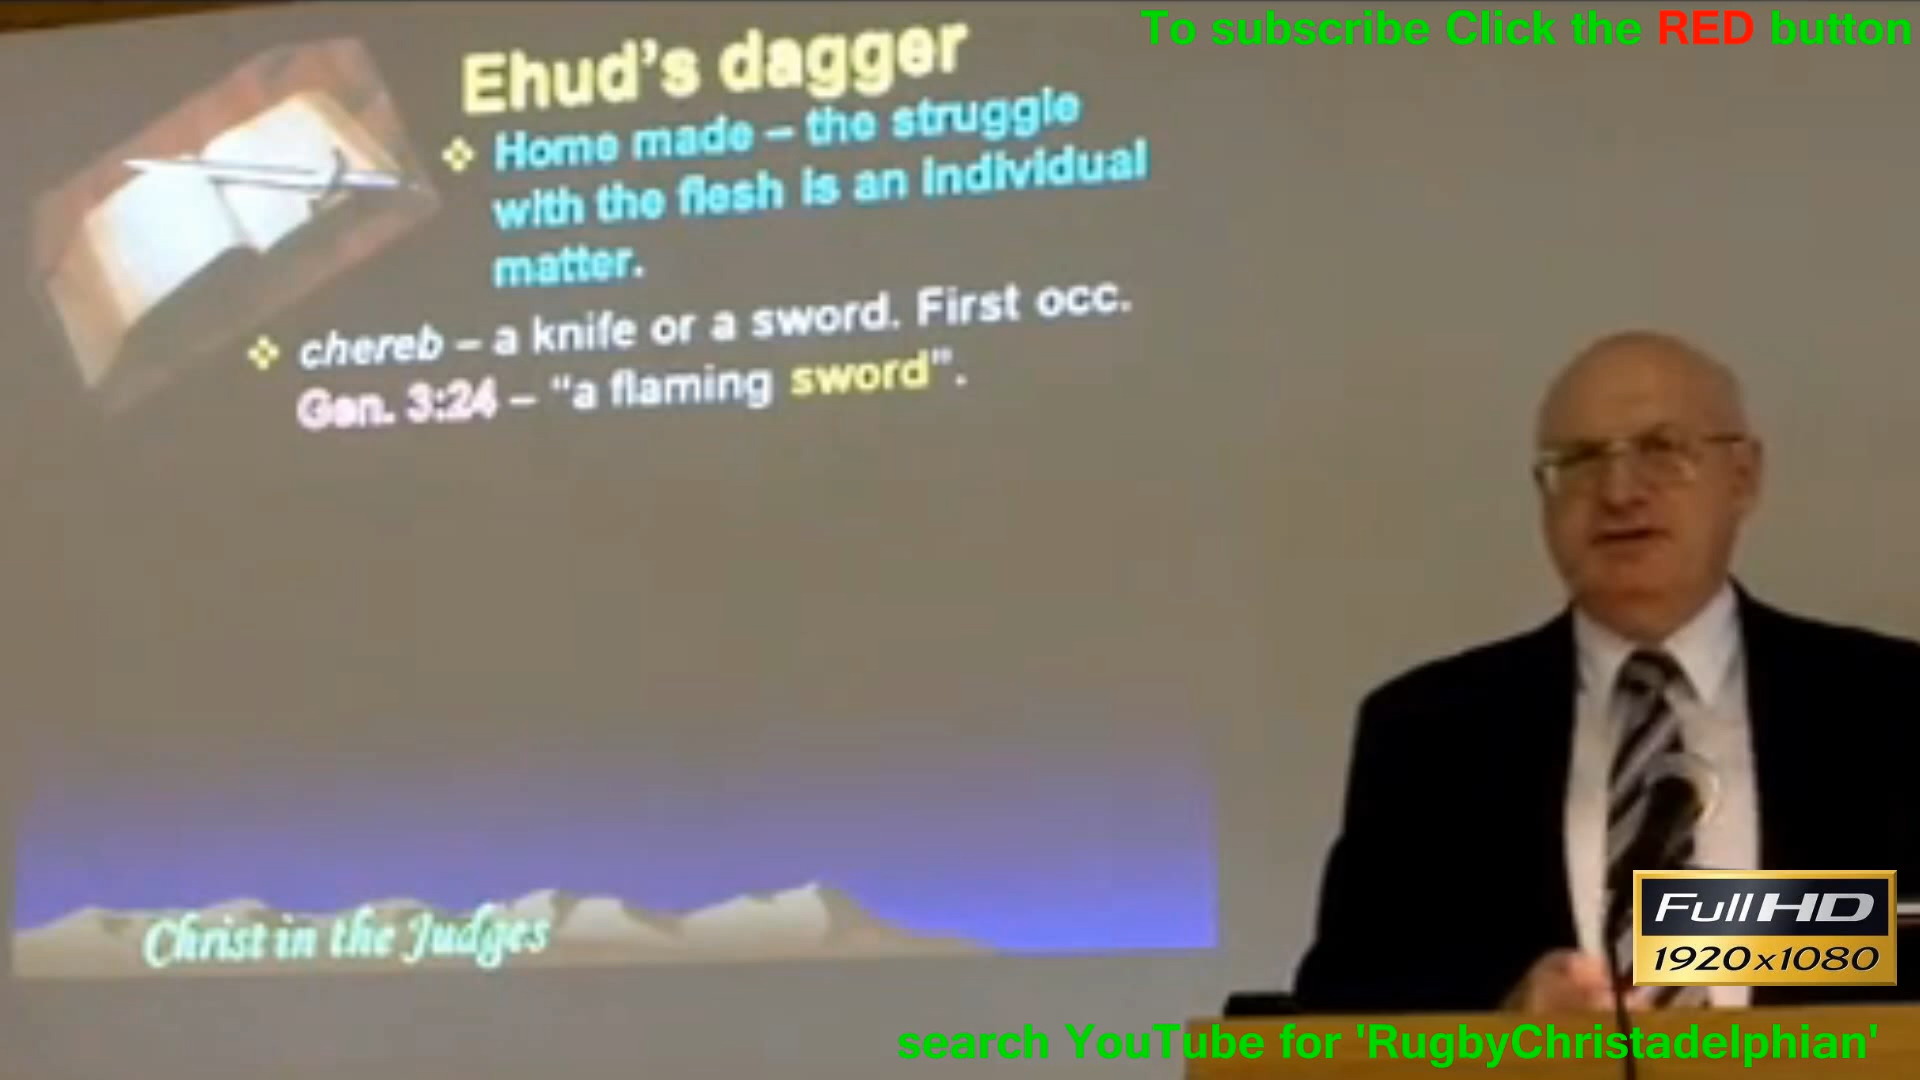 To subscribe Click the RED button
Ehud's dagger
Home made – the struggle
with the flesh is an individual
matter.
chereb – a knife or a sword. First occ.
Gen. 3:24 – "a flaming sword".
Christ in the Judges
Full HD
1920x1080
search YouTube for 'RugbyChristadelphian'